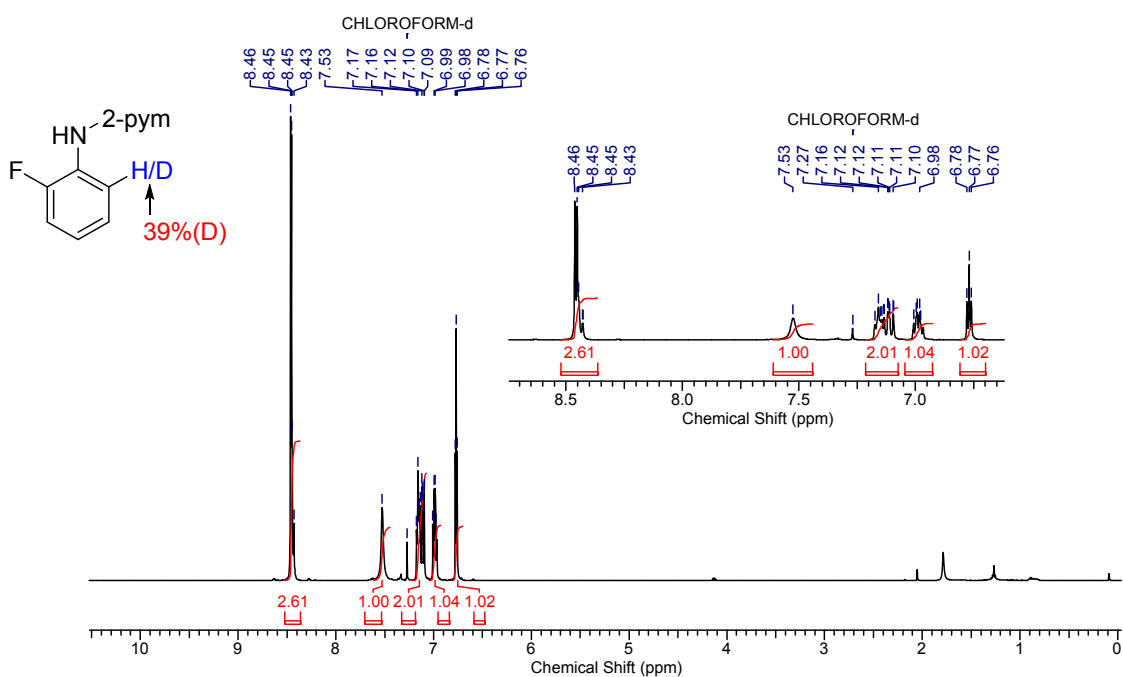 CHLOROFORM-d
8.46 8.45 8.45 8.43 7.53 7.17 7.16 7.12 7.10 7.09 6.99 6.98 6.78 6.77 6.76
HN 2-pym
F H/D
39%(D)
CHLOROFORM-d
8.46 8.45 8.45 8.43 7.53 7.27 7.16 7.12 7.12 7.11 7.11 7.10 6.98 6.78 6.77 6.76
2.61 1.00 2.01 1.04 1.02
8.5 8.0 7.5 7.0
Chemical Shift (ppm)
2.61 1.00 2.01 1.04 1.02
10 9 8 7 6 5 4 3 2 1 0
Chemical Shift (ppm)